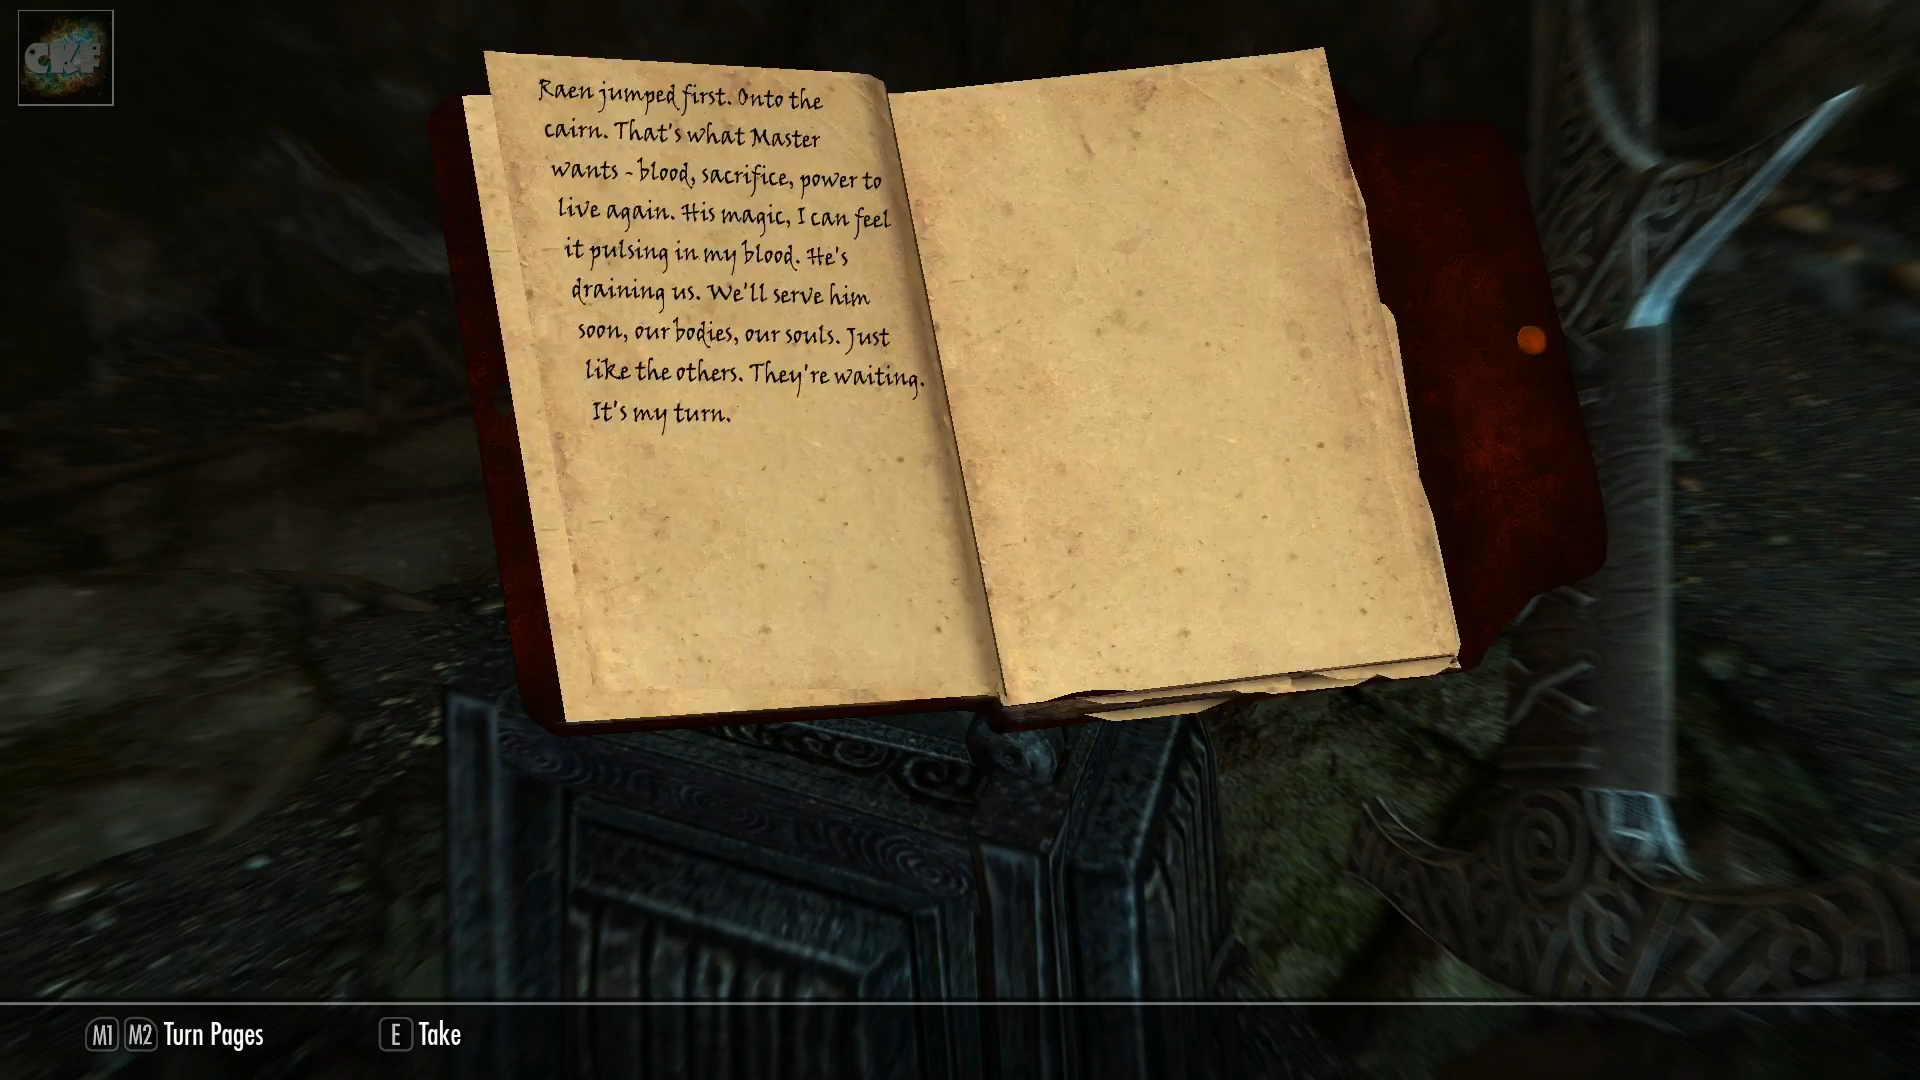 CKF
Raen jumped first. Onto the
cairn. That's what Master
wants - blood, sacrifice, power to
live again. His magic, I can feel
it pulsing in my blood. He's
draining us. We'll serve him
soon, our bodies, our souls. Just
like the others. They're waiting.
It's my turn.
M1 M2 Turn Pages
E Take